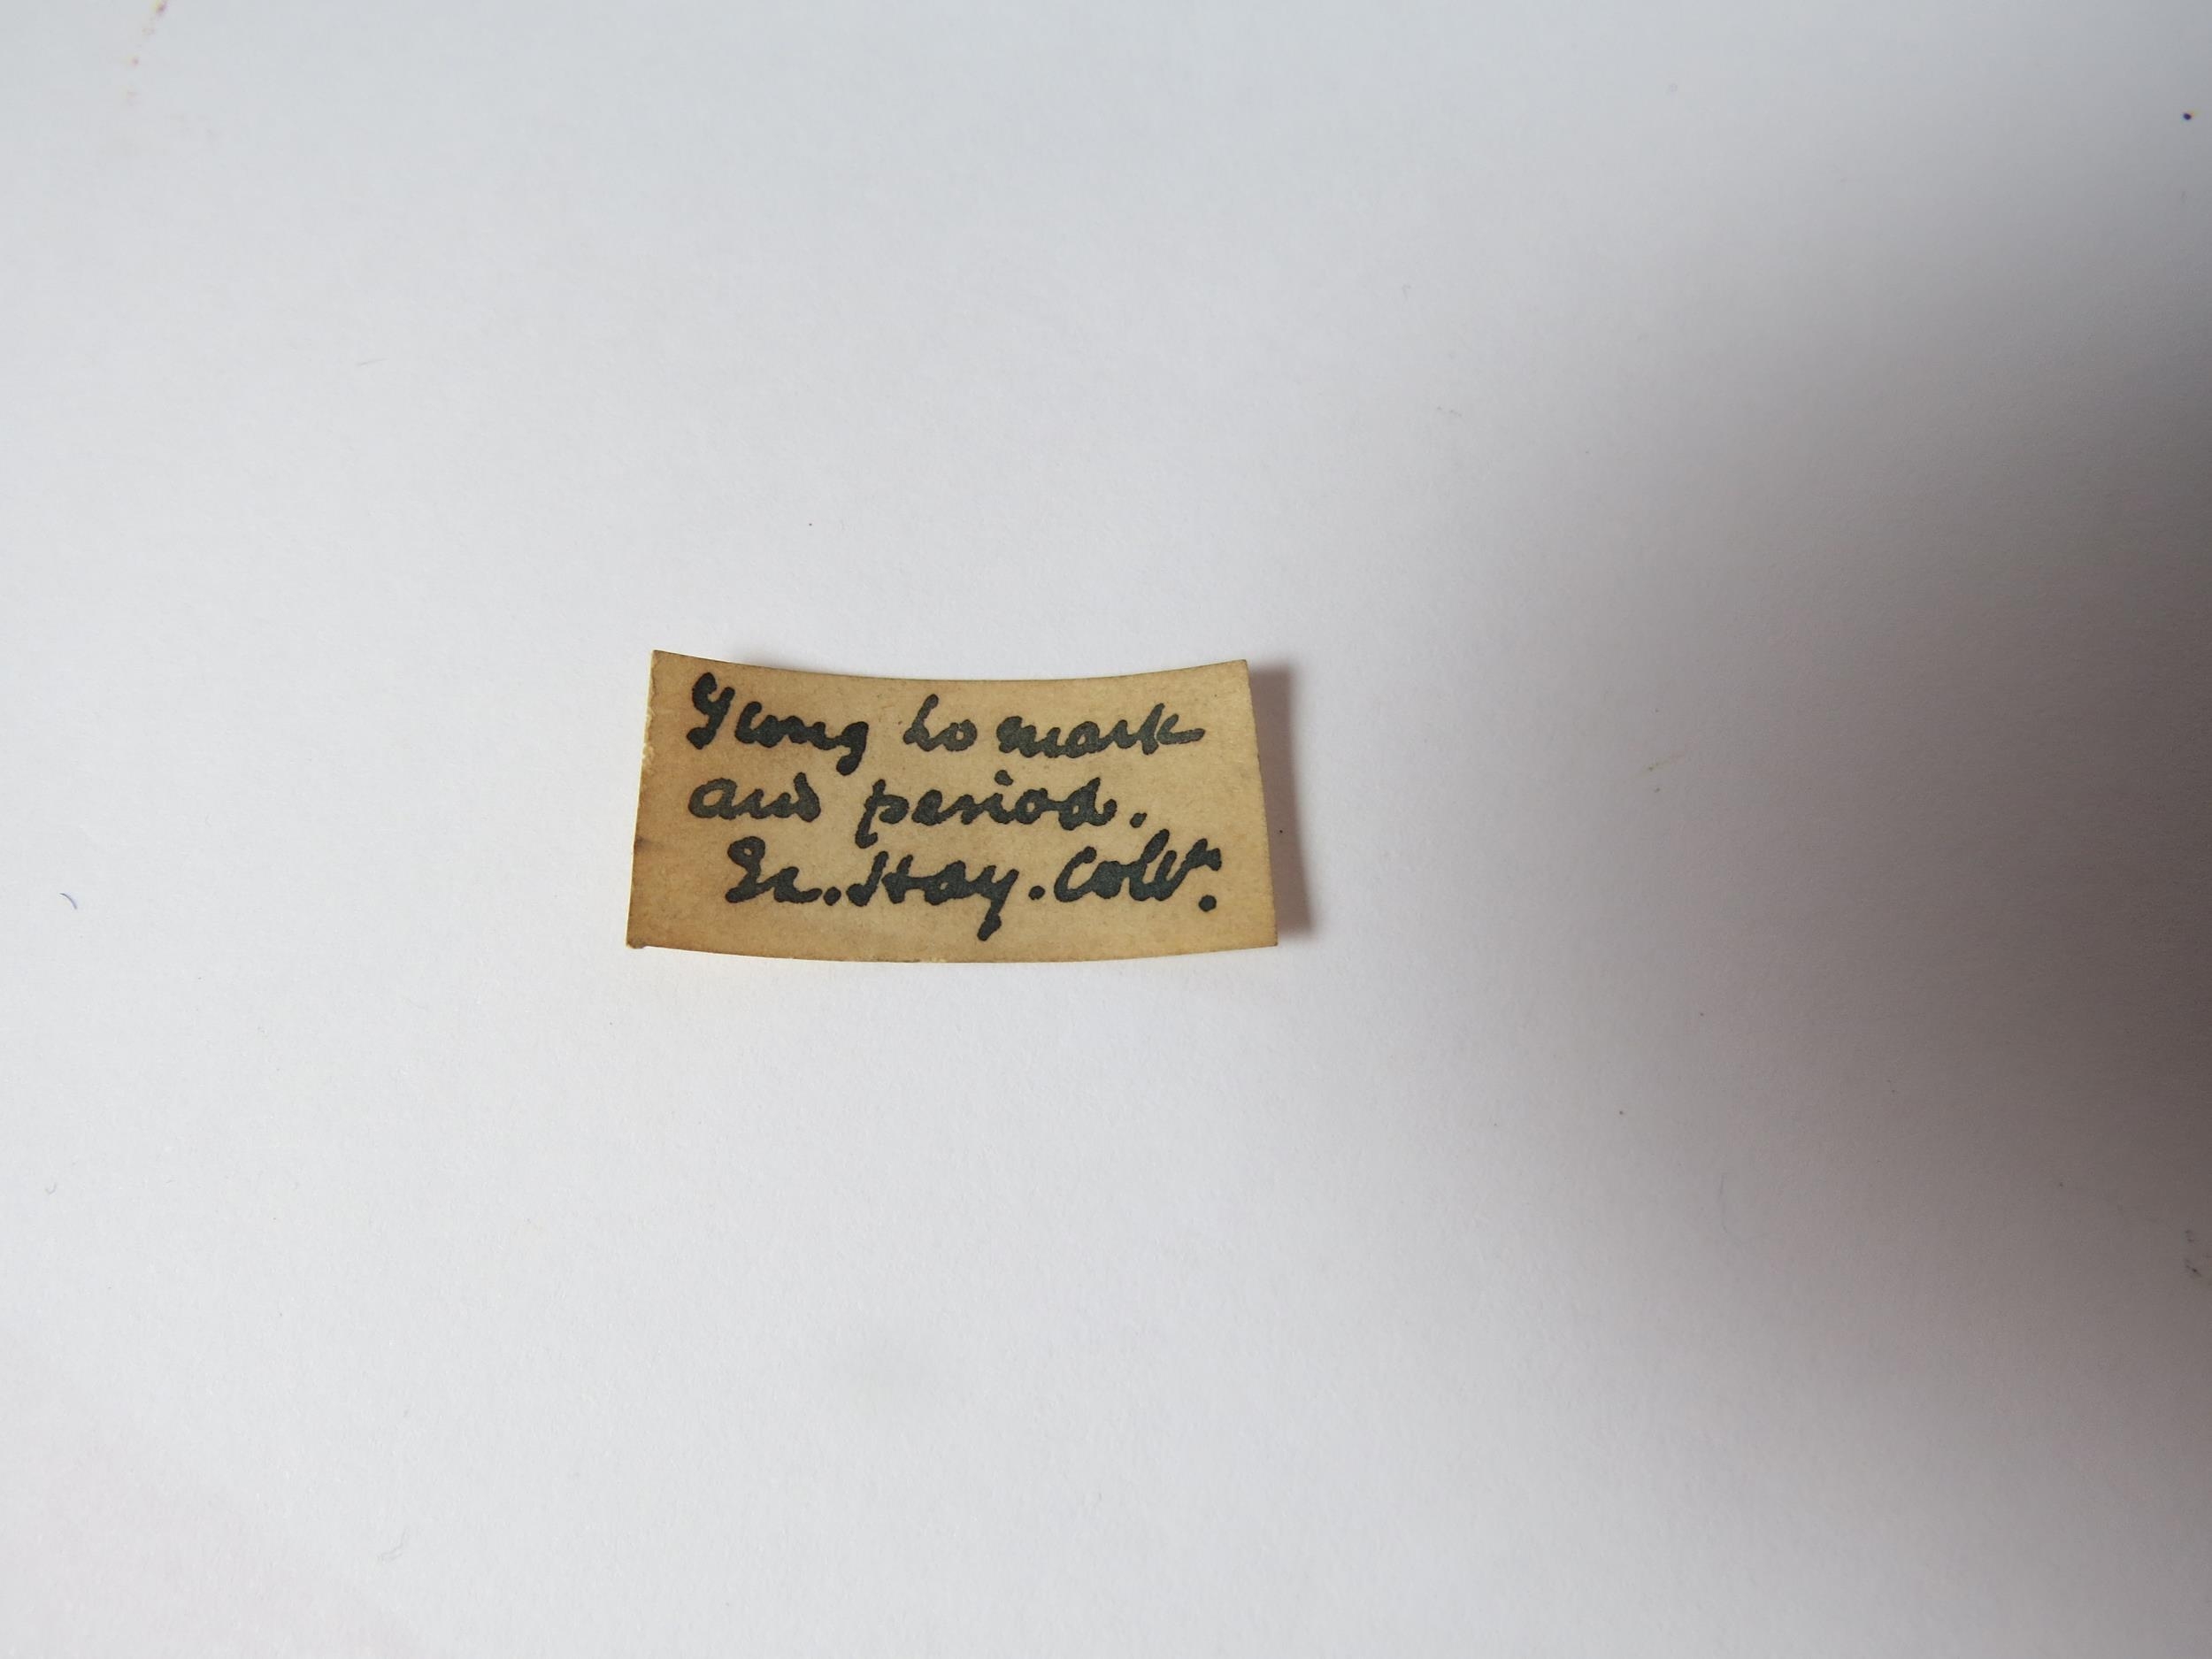 Yung Lo mark
and period.
Ex. Hay. Colln.